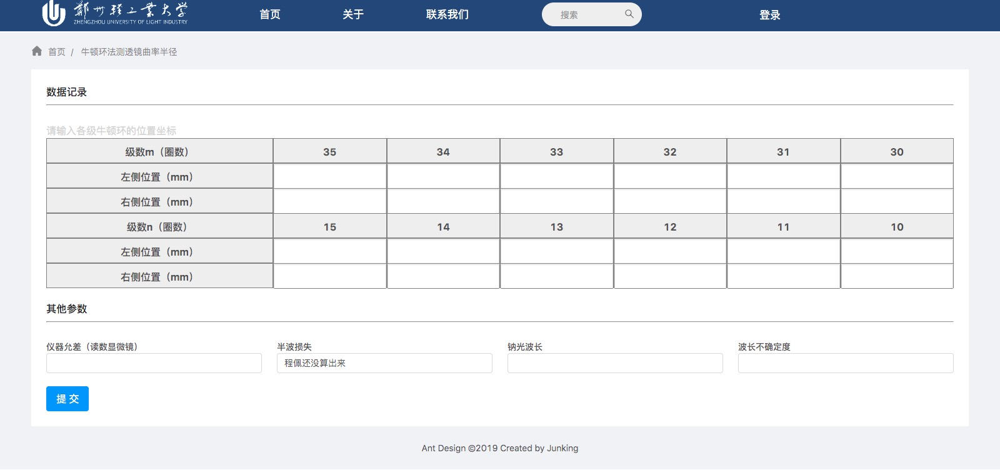 郑州轻工业大学
ZHENGZHOU UNIVERSITY OF LIGHT INDUSTRY
首页 关于 联系我们 搜索 登录
首页 / 牛顿环法测透镜曲率半径
数据记录
请输入各级牛顿环的位置坐标
级数m（圈数） 35 34 33 32 31 30
左侧位置（mm）
右侧位置（mm）
级数n（圈数） 15 14 13 12 11 10
左侧位置（mm）
右侧位置（mm）
其他参数
仪器允差（读数显微镜） 半波损失 钠光波长 波长不确定度
程佩还没算出来
提 交
Ant Design ©2019 Created by Junking